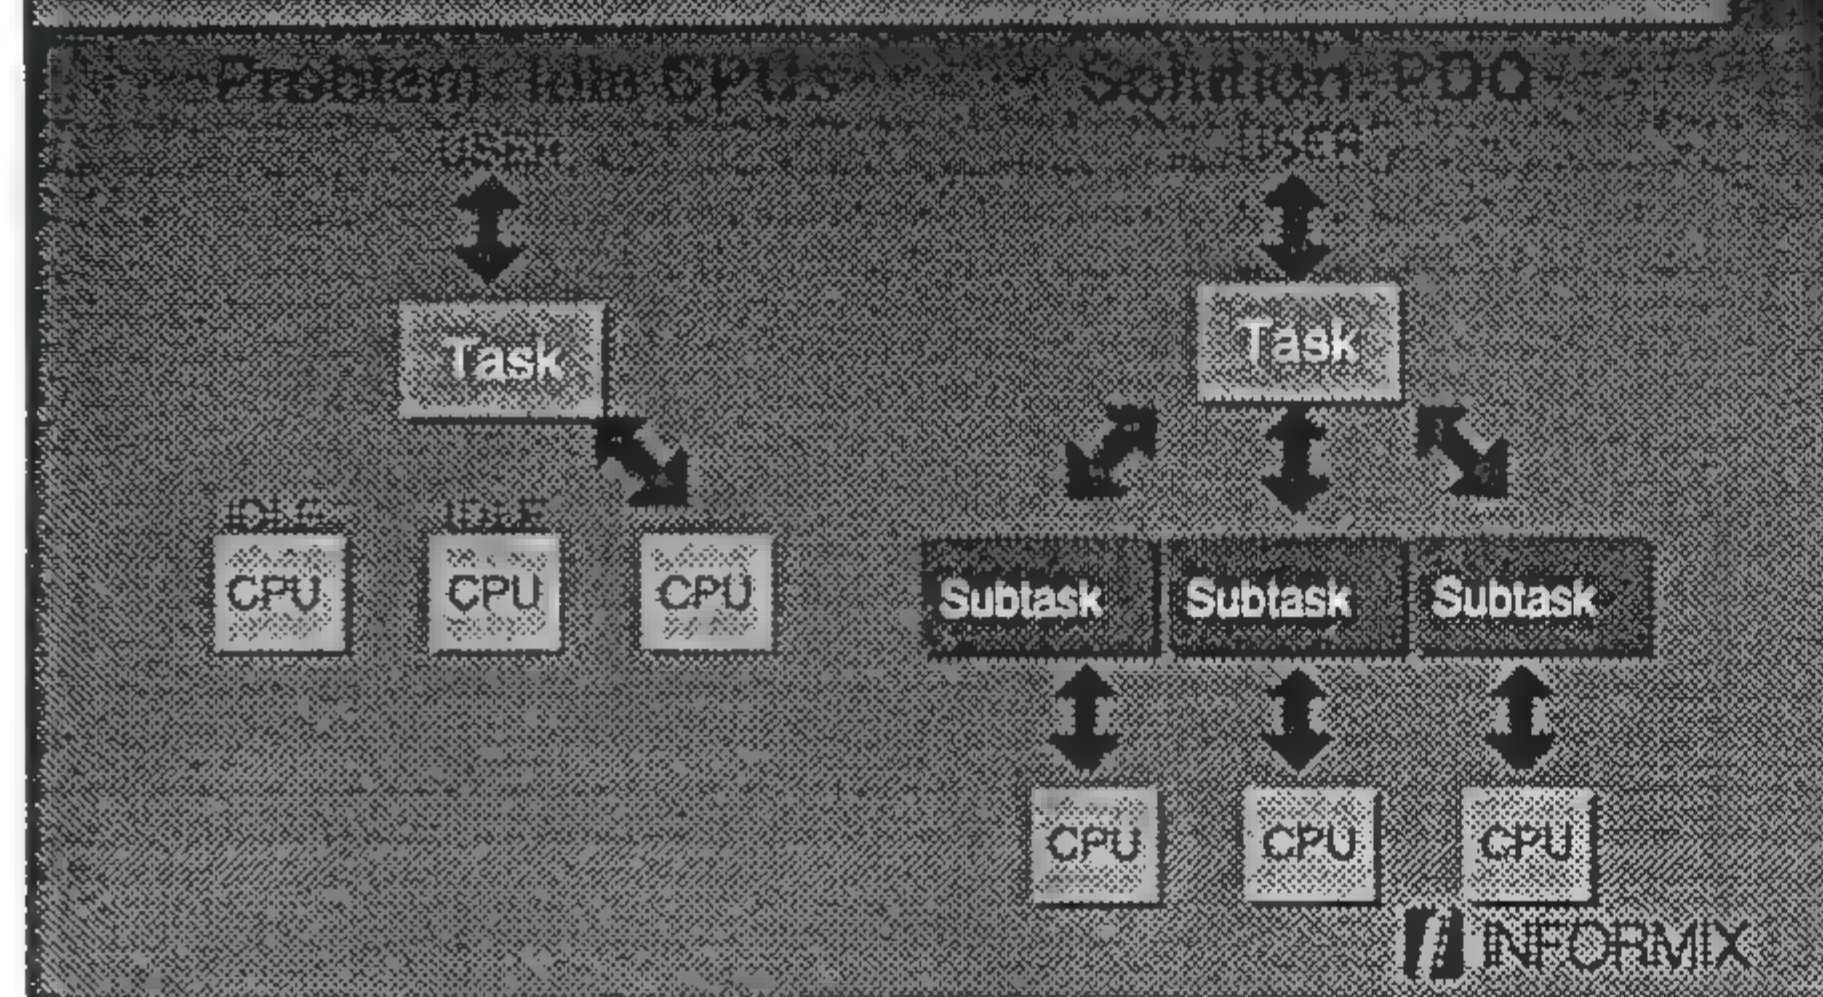 Problem: Idle CPUs
USER
Task
IDLE IDLE
CPU CPU CPU
Solution: PDQ
USER
Task
Subtask Subtask Subtask
CPU CPU CPU
INFORMIX